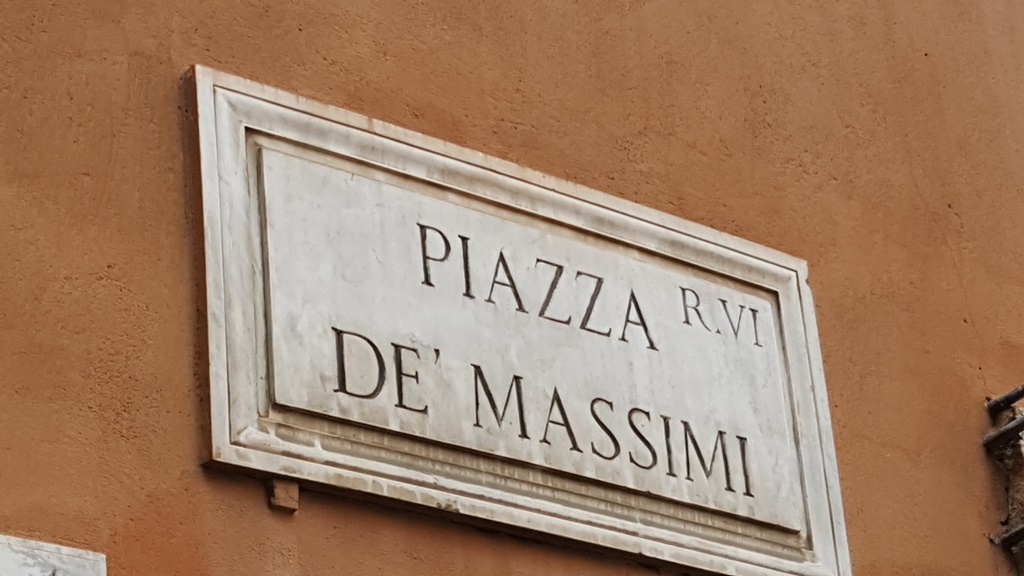 PIAZZA R.VI
DE' MASSIMI